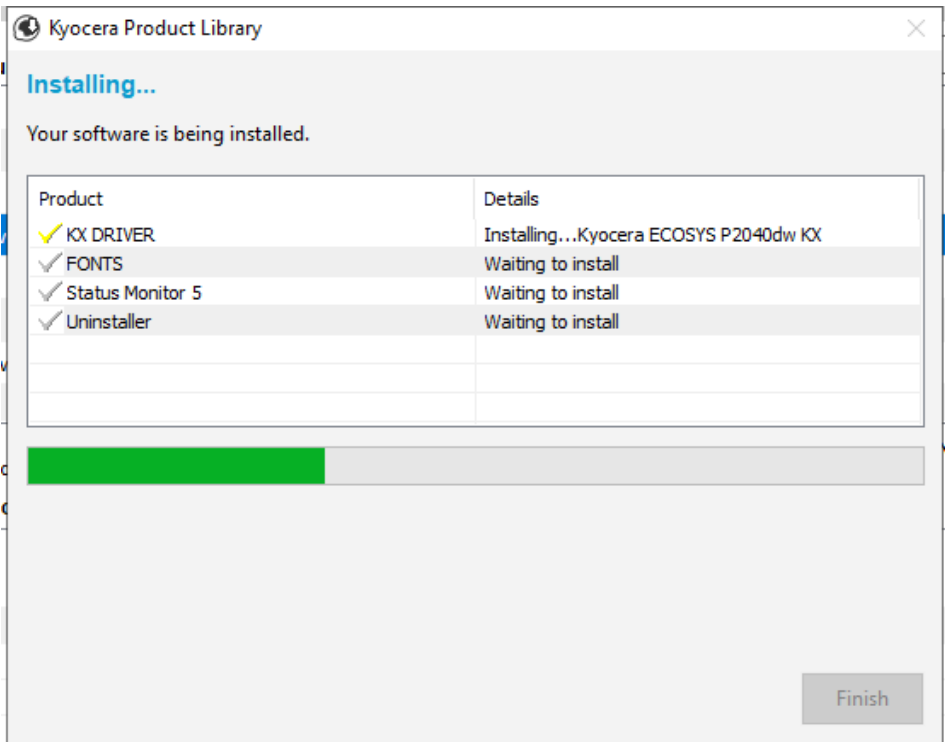 Kyocera Product Library
Installing...
Your software is being installed.
Product Details
KX DRIVER Installing...Kyocera ECOSYS P2040dw KX
FONTS Waiting to install
Status Monitor 5 Waiting to install
Uninstaller Waiting to install
Finish